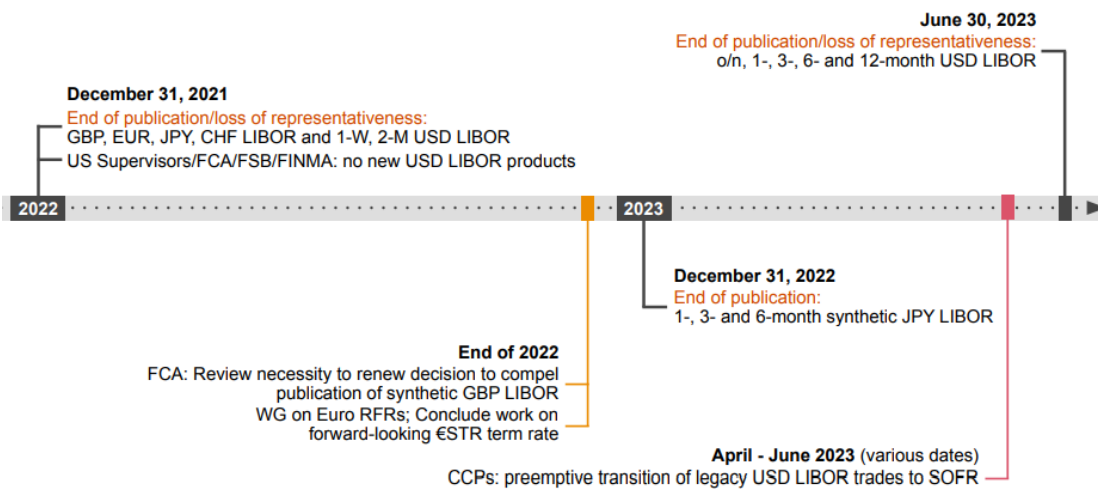 June 30, 2023
End of publication/loss of representativeness:
o/n, 1-, 3-, 6- and 12-month USD LIBOR
December 31, 2021
End of publication/loss of representativeness:
GBP, EUR, JPY, CHF LIBOR and 1-W, 2-M USD LIBOR
US Supervisors/FCA/FSB/FINMA: no new USD LIBOR products
2022
2023
December 31, 2022
End of publication:
1-, 3- and 6-month synthetic JPY LIBOR
End of 2022
FCA: Review necessity to renew decision to compel
publication of synthetic GBP LIBOR
WG on Euro RFRs; Conclude work on
forward-looking €STR term rate
April - June 2023 (various dates)
CCPs: preemptive transition of legacy USD LIBOR trades to SOFR